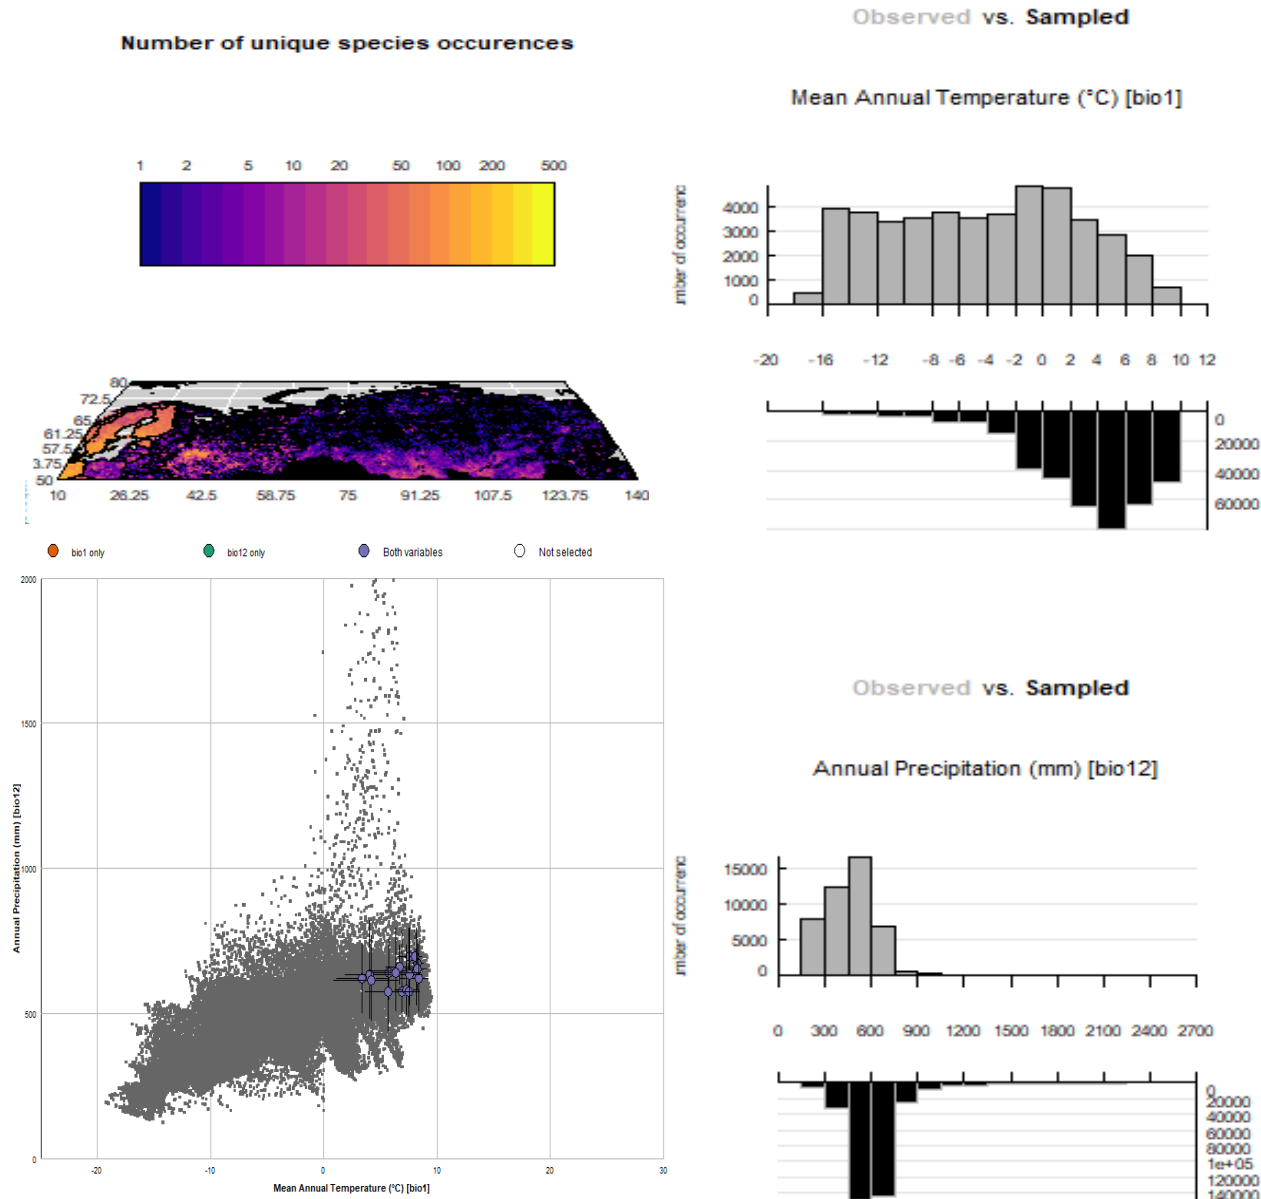 Number of unique species occurences
1 2 5 10 20 50 100 200 500
80
72.5
65
61.25
57.5
3.75
50
10 26.25 42.5 58.75 75 91.25 107.5 123.75 140
bio1 only bio12 only Both variables Not selected
2000
1500
1000
500
0
Annual Precipitation (mm) [bio12]
-20 -10 0 10 20 30
Mean Annual Temperature (°C) [bio1]
Observed vs. Sampled
Mean Annual Temperature (°C) [bio1]
mber of occurrenc
4000
3000
2000
1000
0
-20 -16 -12 -8 -6 -4 -2 0 2 4 6 8 10 12
0
20000
40000
60000
Observed vs. Sampled
Annual Precipitation (mm) [bio12]
mber of occurrenc
15000
10000
5000
0
0 300 600 900 1200 1500 1800 2100 2400 2700
0
20000
40000
60000
80000
1e+05
120000
140000